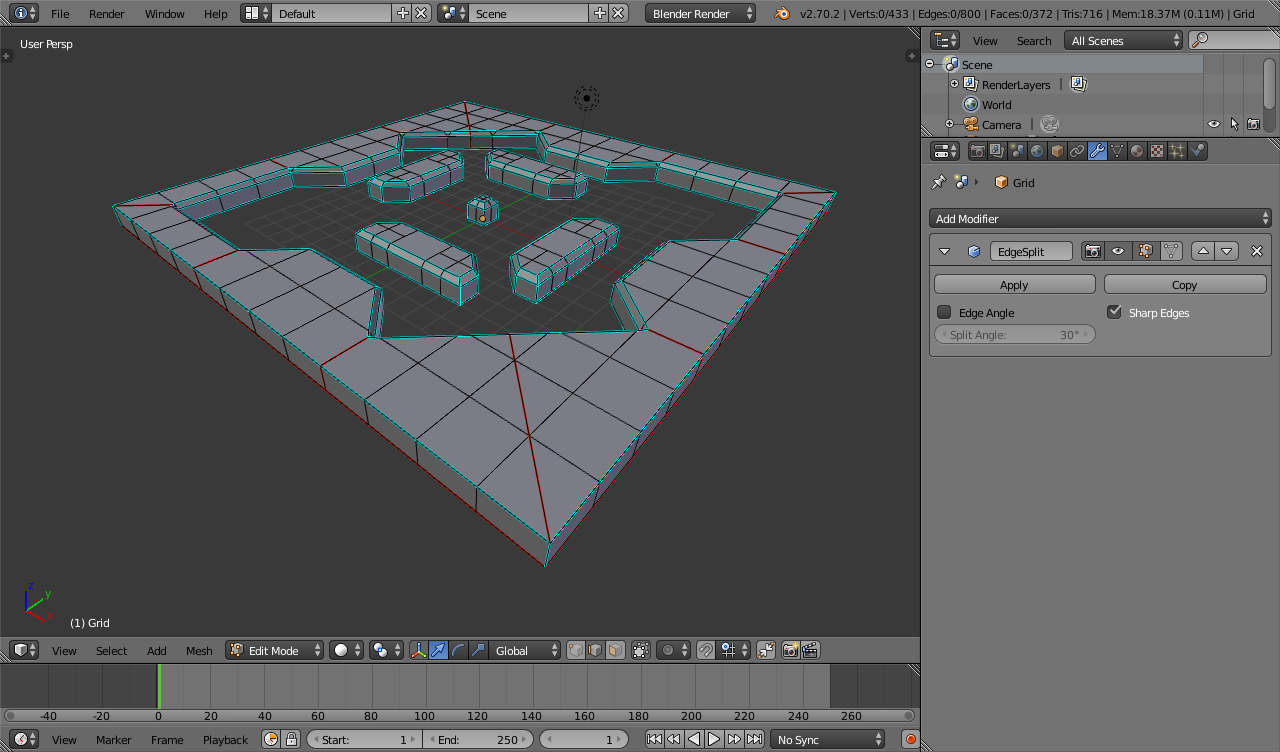 File Render Window Help Default Scene Blender Render v2.70.2 | Verts:0/433 | Edges:0/800 | Faces:0/372 | Tris:716 | Mem:18.37M (0.11M) | Grid
User Persp
View Search All Scenes
Scene
RenderLayers |
World
Camera |
Grid
Add Modifier
EdgeSplit
Apply Copy
Edge Angle Sharp Edges
Split Angle: 30°
z
y
x
(1) Grid
View Select Add Mesh Edit Mode Global
-40 -20 0 20 40 60 80 100 120 140 160 180 200 220 240 260
View Marker Frame Playback Start: 1 End: 250 1 No Sync